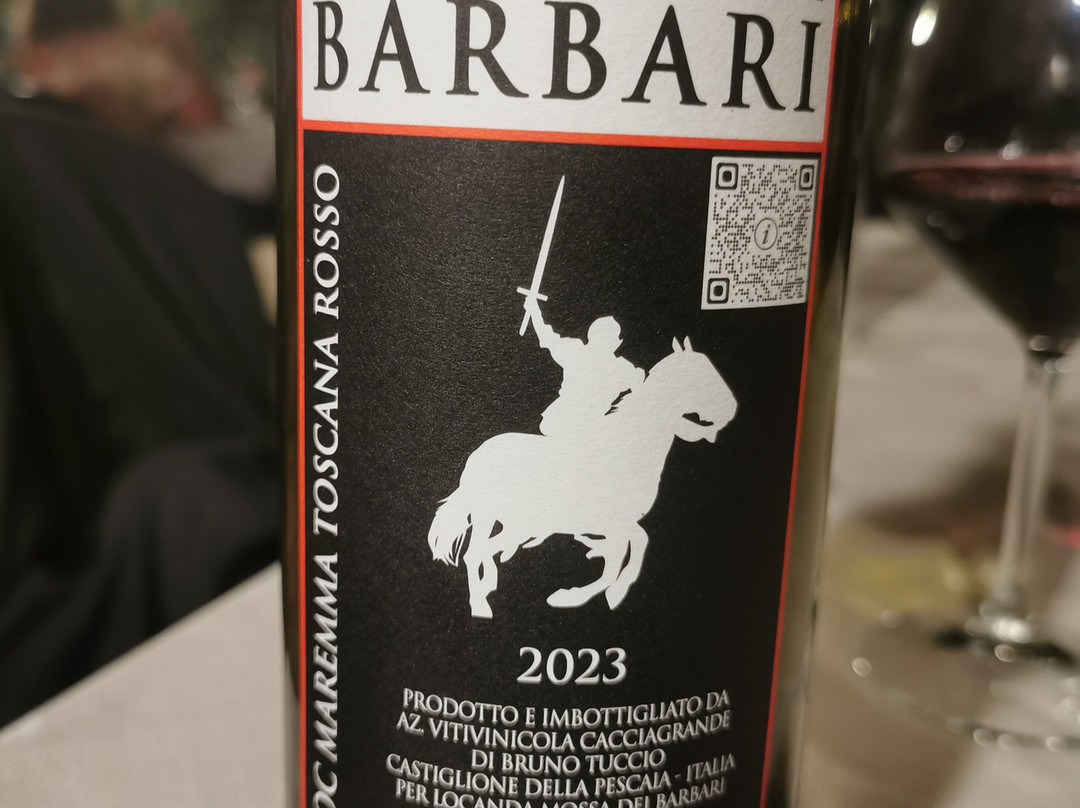 BARBARI
DOC MAREMMA TOSCANA ROSSO
i
2023
PRODOTTO E IMBOTTIGLIATO DA
AZ. VITIVINICOLA CACCIAGRANDE
DI BRUNO TUCCIO
CASTIGLIONE DELLA PESCAIA - ITALIA
PER LOCANDA MOSSA DEI BARBARI